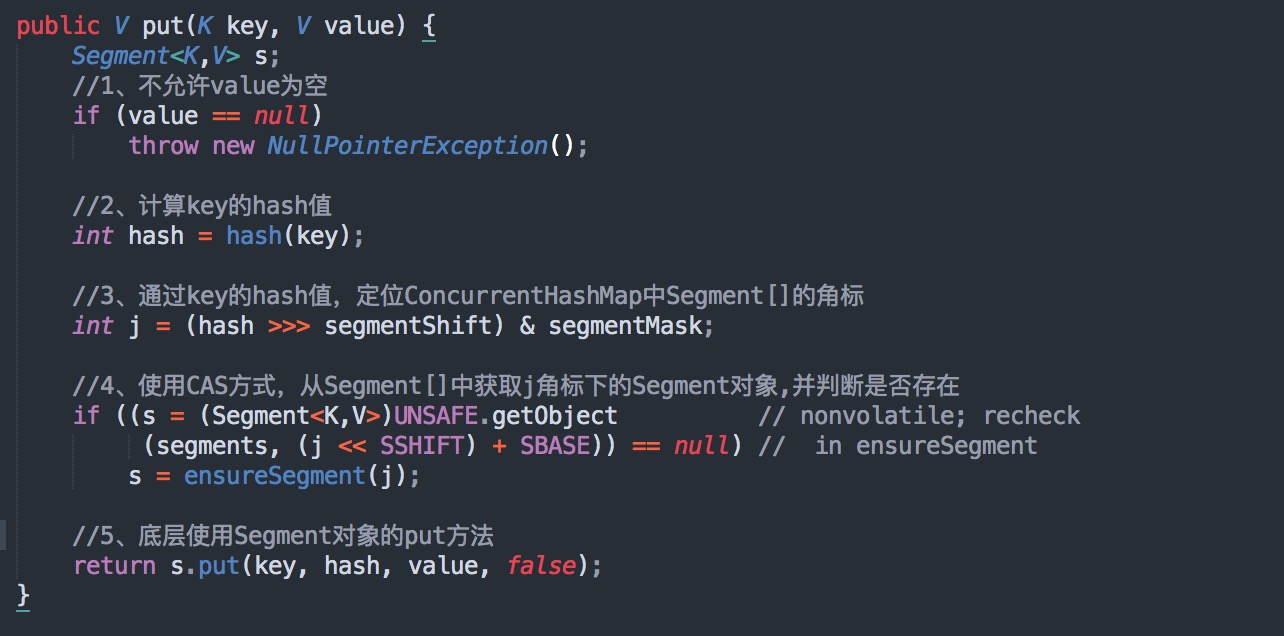 public V put(K key, V value) {
    Segment<K,V> s;
    //1、不允许value为空
    if (value == null)
        throw new NullPointerException();
    //2、计算key的hash值
    int hash = hash(key);
    //3、通过key的hash值，定位ConcurrentHashMap中Segment[]的角标
    int j = (hash >>> segmentShift) & segmentMask;
    //4、使用CAS方式，从Segment[]中获取j角标下的Segment对象,并判断是否存在
    if ((s = (Segment<K,V>)UNSAFE.getObject          // nonvolatile; recheck
         (segments, (j << SSHIFT) + SBASE)) == null) //  in ensureSegment
        s = ensureSegment(j);
    //5、底层使用Segment对象的put方法
    return s.put(key, hash, value, false);
}